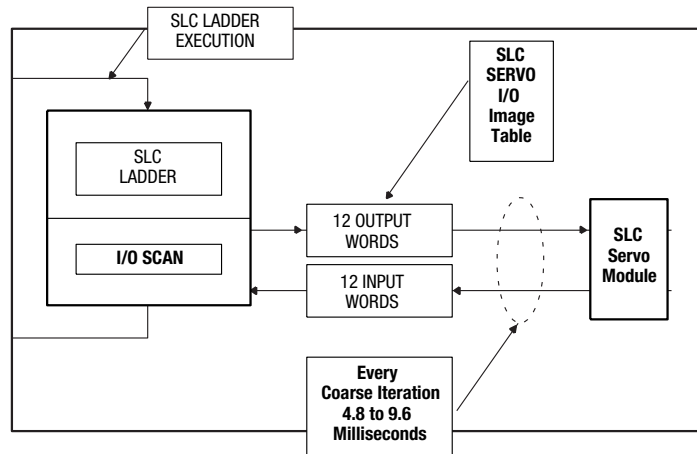 SLC LADDER
EXECUTION
SLC
SERVO
I/O
Image
Table
SLC
LADDER
I/O SCAN
12 OUTPUT
WORDS
12 INPUT
WORDS
SLC
Servo
Module
Every
Coarse Iteration
4.8 to 9.6
Milliseconds